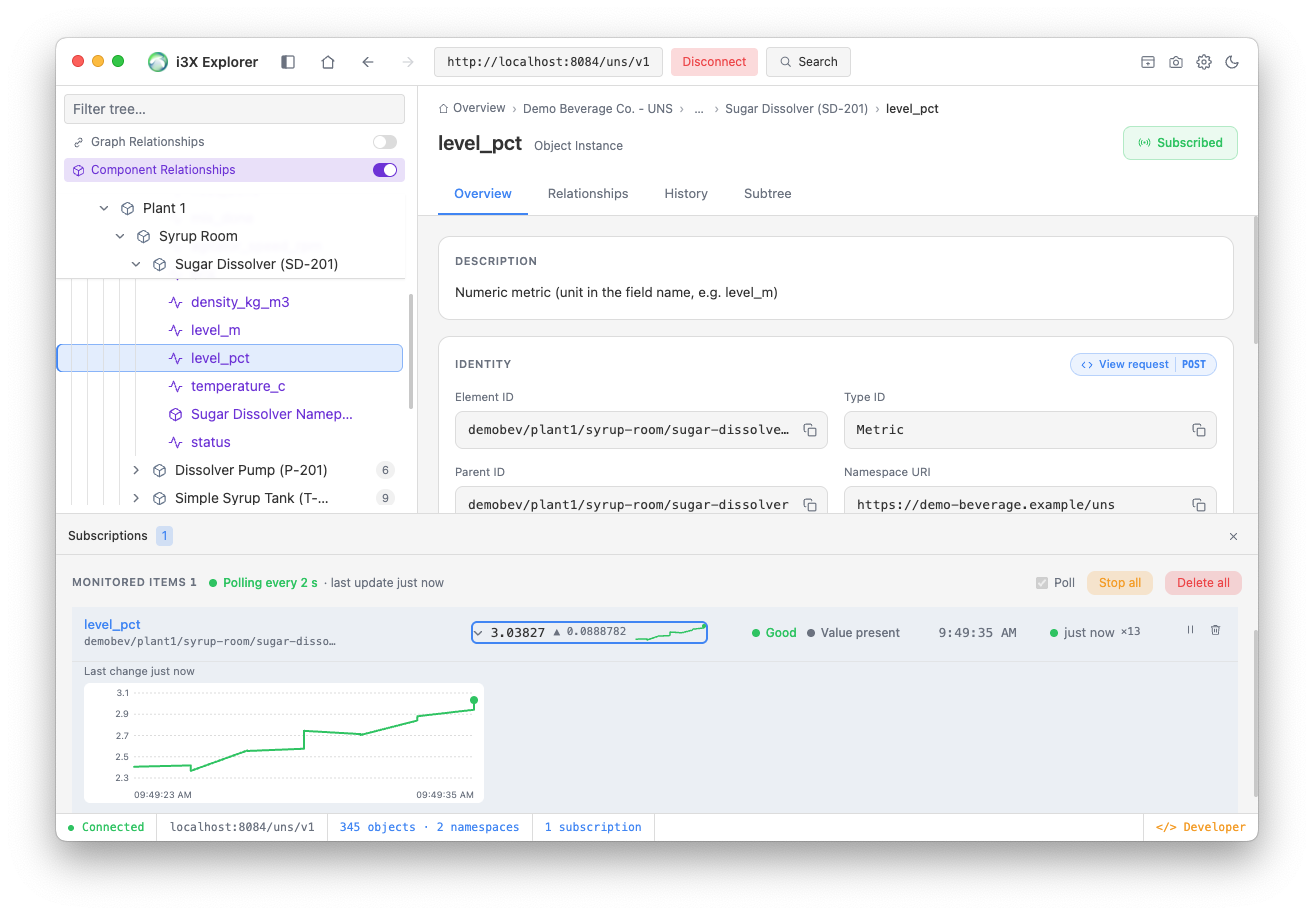 i3X Explorer
http://localhost:8084/uns/v1
Disconnect
Search
Filter tree...
Graph Relationships
Component Relationships
Plant 1
Syrup Room
Sugar Dissolver (SD-201)
density_kg_m3
level_m
level_pct
temperature_c
Sugar Dissolver Namep...
status
Dissolver Pump (P-201) 6
Simple Syrup Tank (T-... 9
Overview › Demo Beverage Co. - UNS › ... › Sugar Dissolver (SD-201) › level_pct
level_pct Object Instance
Subscribed
Overview Relationships History Subtree
DESCRIPTION
Numeric metric (unit in the field name, e.g. level_m)
IDENTITY
View request POST
Element ID
demobev/plant1/syrup-room/sugar-dissolve…
Type ID
Metric
Parent ID
demobev/plant1/syrup-room/sugar-dissolver
Namespace URI
https://demo-beverage.example/uns
Subscriptions 1
MONITORED ITEMS 1 Polling every 2 s · last update just now
Poll Stop all Delete all
level_pct
demobev/plant1/syrup-room/sugar-disso…
3.03827 ▲ 0.0888782
Good Value present 9:49:35 AM just now ×13
Last change just now
3.1
2.9
2.7
2.5
2.3
09:49:23 AM 09:49:35 AM
Connected localhost:8084/uns/v1 345 objects · 2 namespaces 1 subscription </> Developer